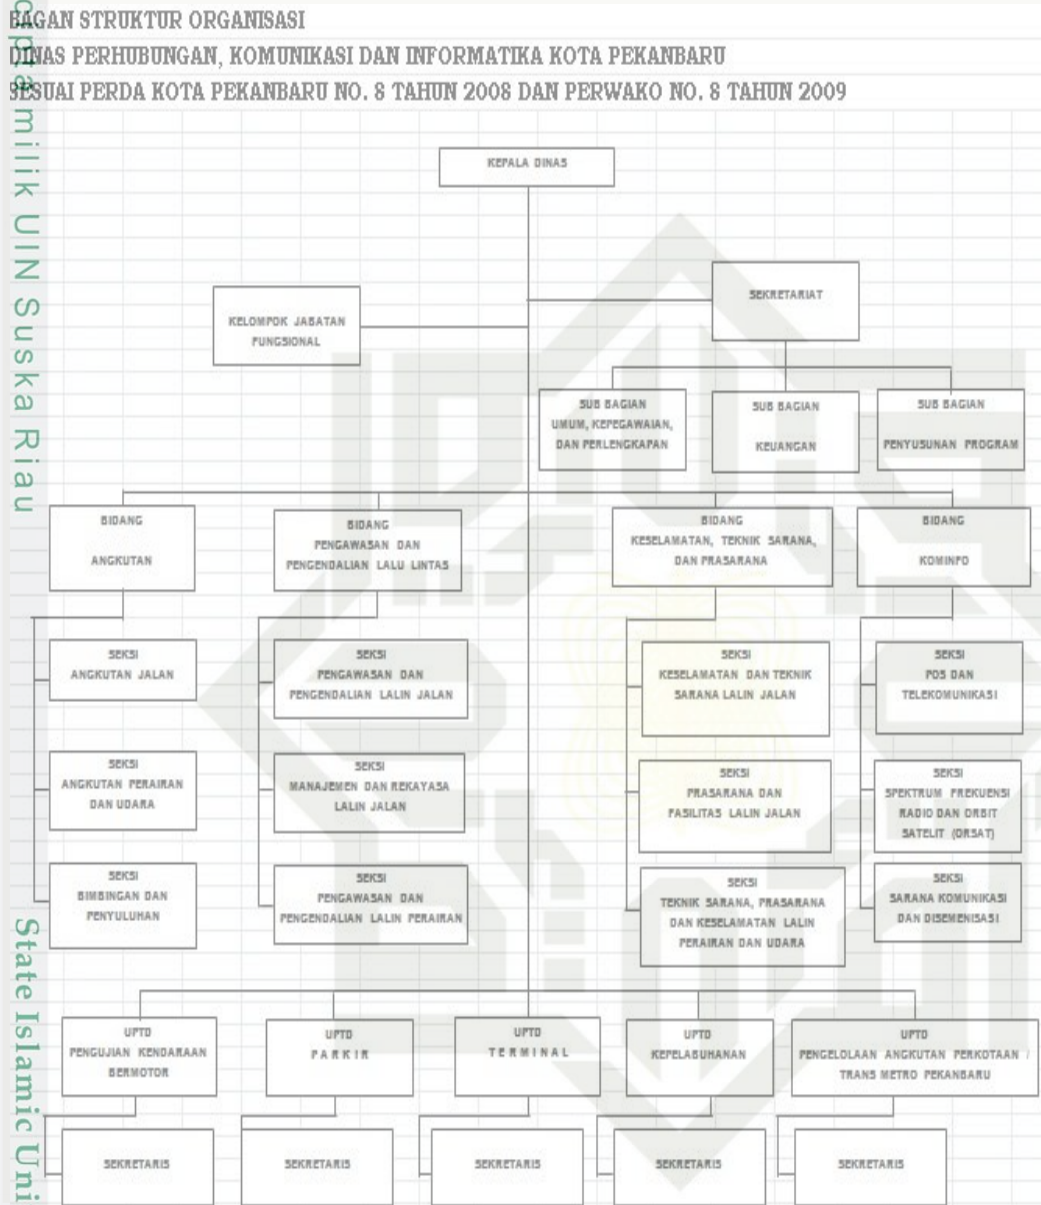 BAGAN STRUKTUR ORGANISASI
DINAS PERHUBUNGAN, KOMUNIKASI DAN INFORMATIKA KOTA PEKANBARU
SESUAI PERDA KOTA PEKANBARU NO. 8 TAHUN 2008 DAN PERWAKO NO. 8 TAHUN 2009
cipta milik UIN Suska Riau
State Islamic Uni
KEPALA DINAS
SEKRETARIAT
KELOMPOK JABATAN
FUNGSIONAL
SUB BAGIAN
UMUM, KEPEGAWAIAN,
DAN PERLENGKAPAN
SUB BAGIAN
KEUANGAN
SUB BAGIAN
PENYUSUNAN PROGRAM
BIDANG
ANGKUTAN
BIDANG
PENGAWASAN DAN
PENGENDALIAN LALU LINTAS
BIDANG
KESELAMATAN, TEKNIK SARANA,
DAN PRASARANA
BIDANG
KOMINFO
SEKSI
ANGKUTAN JALAN
SEKSI
PENGAWASAN DAN
PENGENDALIAN LALIN JALAN
SEKSI
KESELAMATAN DAN TEKNIK
SARANA LALIN JALAN
SEKSI
POS DAN
TELEKOMUNIKASI
SEKSI
ANGKUTAN PERAIRAN
DAN UDARA
SEKSI
MANAJEMEN DAN REKAYASA
LALIN JALAN
SEKSI
PRASARANA DAN
FASILITAS LALIN JALAN
SEKSI
SPEKTRUM FREKUENSI
RADIO DAN ORBIT
SATELIT (ORSAT)
SEKSI
BIMBINGAN DAN
PENYULUHAN
SEKSI
PENGAWASAN DAN
PENGENDALIAN LALIN PERAIRAN
SEKSI
TEKNIK SARANA, PRASARANA
DAN KESELAMATAN LALIN
PERAIRAN DAN UDARA
SEKSI
SARANA KOMUNIKASI
DAN DISEMENISASI
UPTD
PENGUJIAN KENDARAAN
BERMOTOR
UPTD
PARKIR
UPTD
TERMINAL
UPTD
KEPELABUHANAN
UPTD
PENGELOLAAN ANGKUTAN PERKOTAAN /
TRANS METRO PEKANBARU
SEKRETARIS
SEKRETARIS
SEKRETARIS
SEKRETARIS
SEKRETARIS